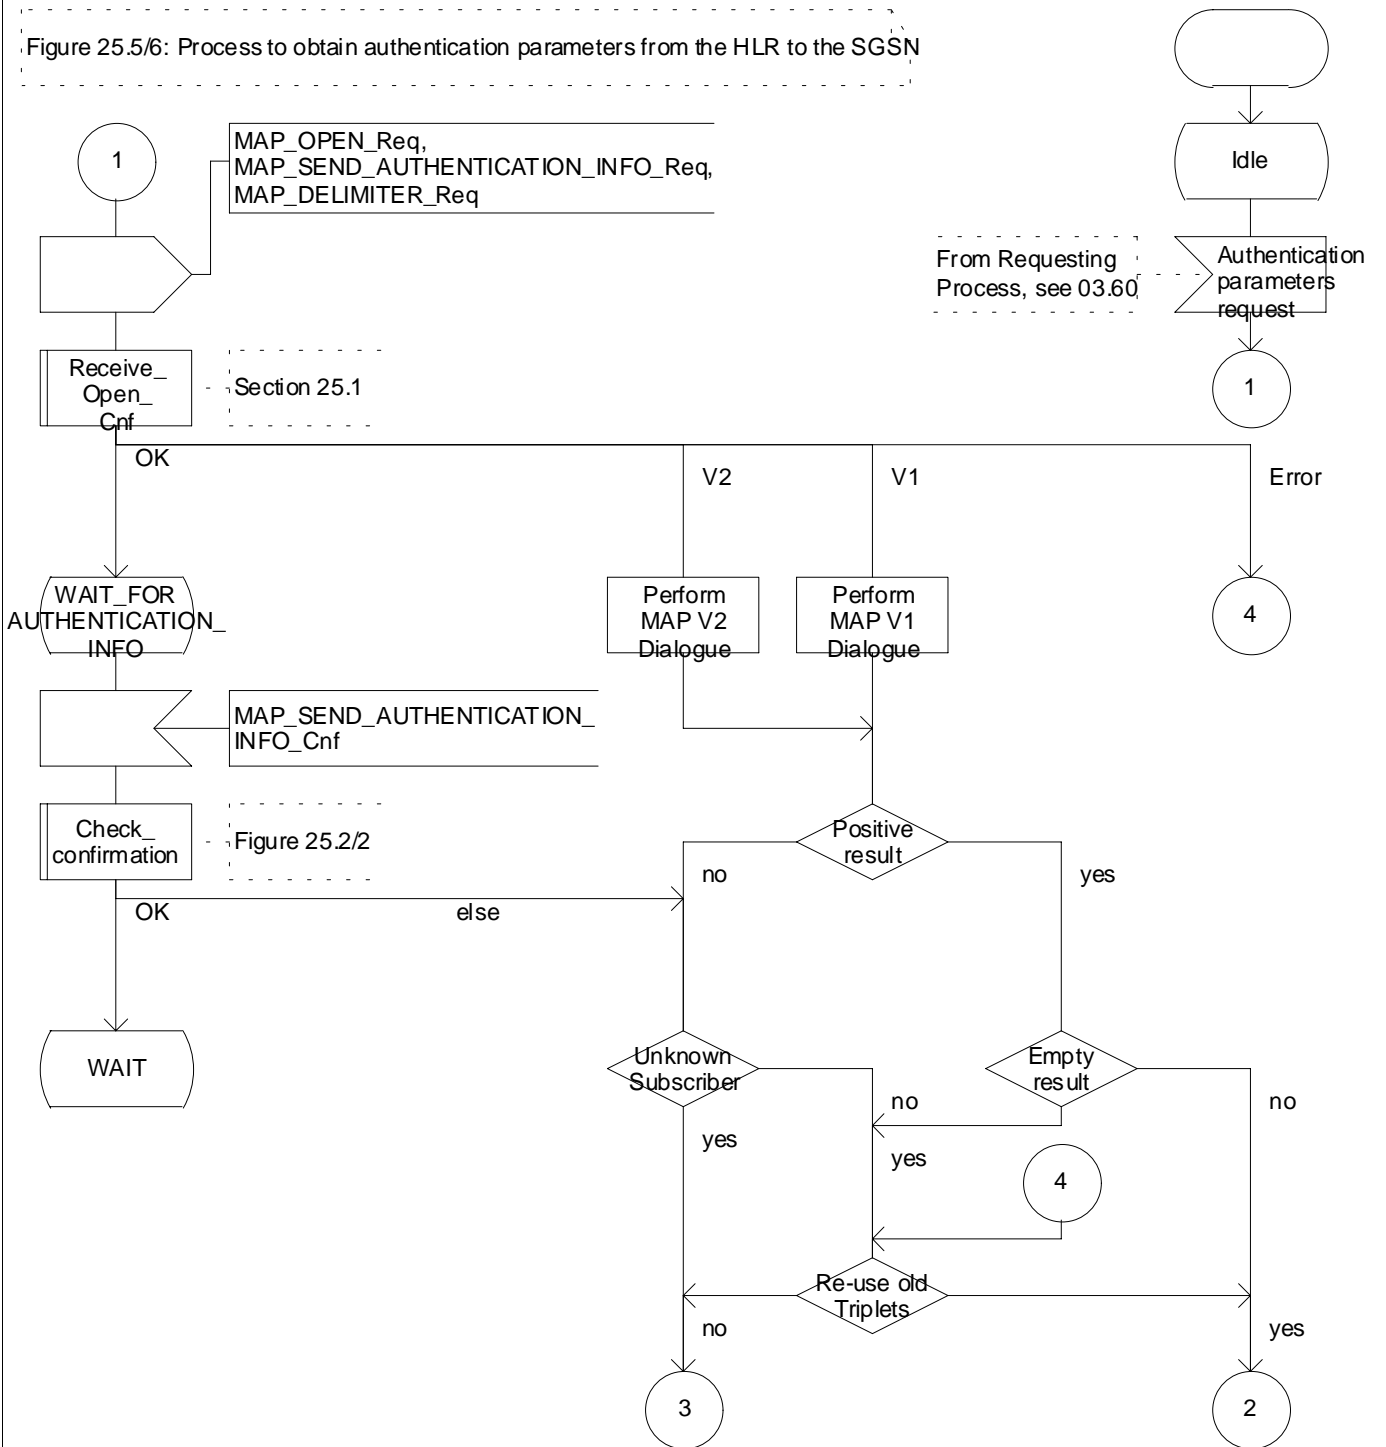 Figure 25.5/6: Process to obtain authentication parameters from the HLR to the SGSN
1
MAP_OPEN_Req,
MAP_SEND_AUTHENTICATION_INFO_Req,
MAP_DELIMITER_Req
Idle
From Requesting
Process, see 03.60
Authentication
parameters
request
1
Receive_
Open_
Cnf
Section 25.1
OK
V2
V1
Error
WAIT_FOR
AUTHENTICATION_
INFO
Perform
MAP V2
Dialogue
Perform
MAP V1
Dialogue
4
MAP_SEND_AUTHENTICATION_
INFO_Cnf
Check_
confirmation
Figure 25.2/2
Positive
result
no
yes
OK
else
WAIT
Unknown
Subscriber
Empty
result
no
no
yes
yes
4
Re-use old
Triplets
no
yes
3
2